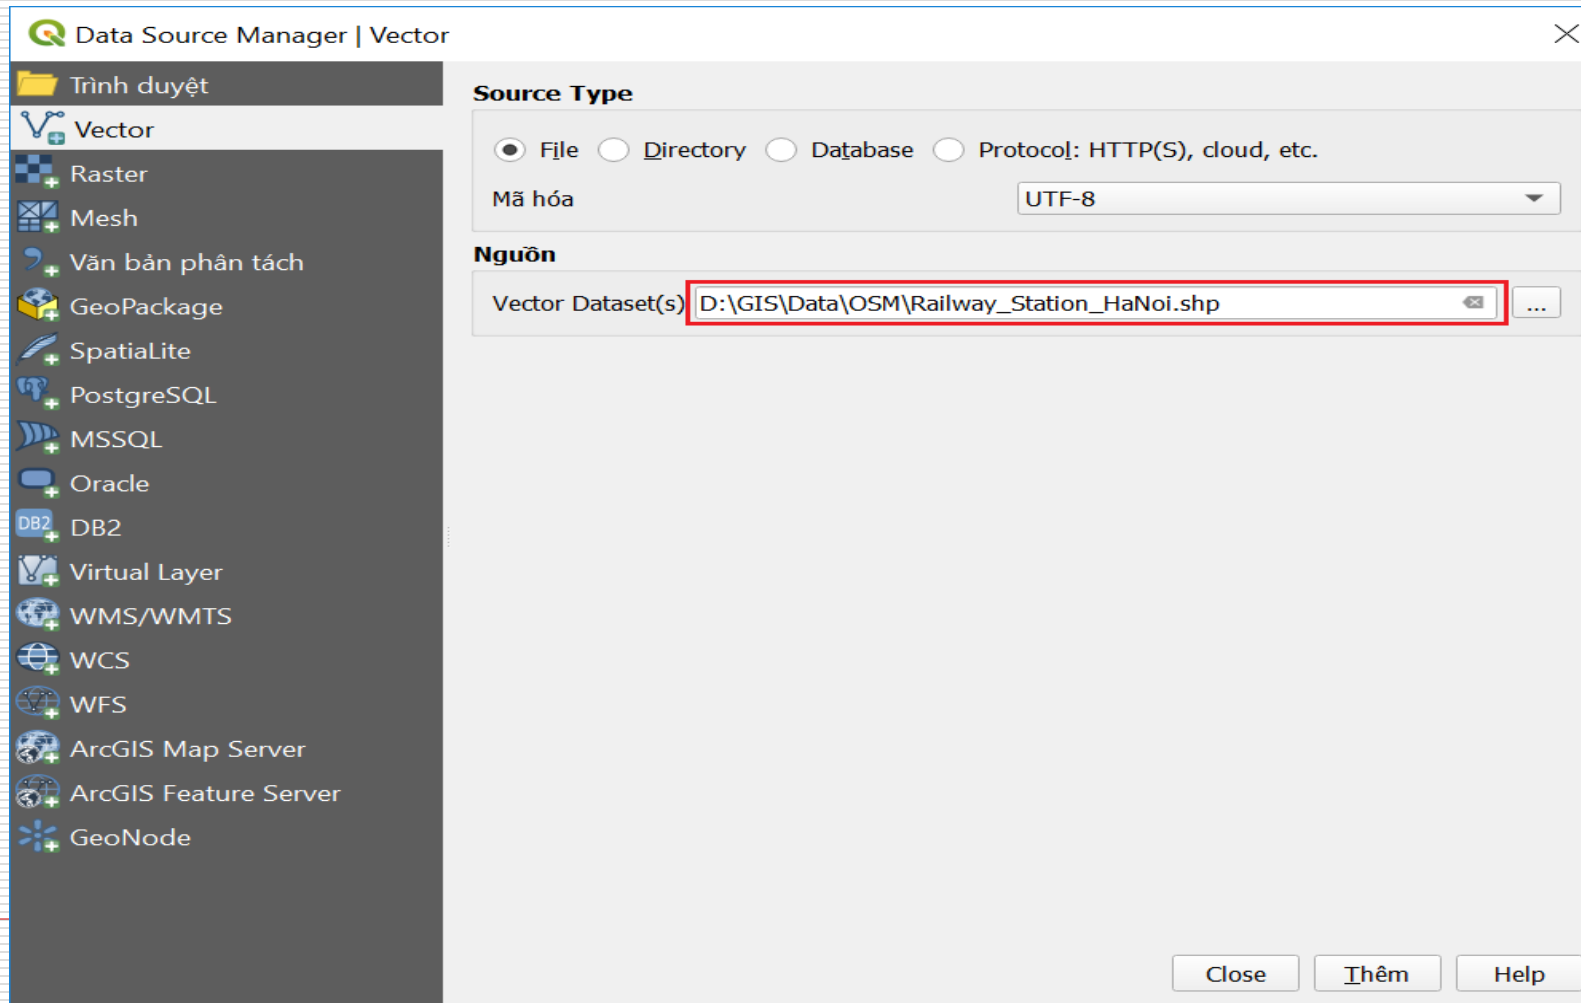 Data Source Manager | Vector
Trình duyệt
Vector
Raster
Mesh
Văn bản phân tách
GeoPackage
SpatiaLite
PostgreSQL
MSSQL
Oracle
DB2
DB2
Virtual Layer
WMS/WMTS
WCS
WFS
ArcGIS Map Server
ArcGIS Feature Server
GeoNode
Source Type
File Directory Database Protocol: HTTP(S), cloud, etc.
Mã hóa UTF-8
Nguồn
Vector Dataset(s) D:\GIS\Data\OSM\Railway_Station_HaNoi.shp ...
Close Thêm Help